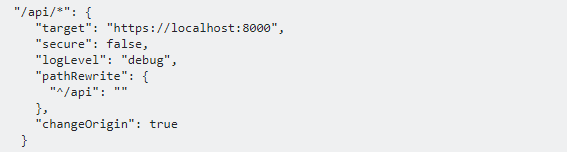 "/api/*": {
"target": "https://localhost:8000",
"secure": false,
"logLevel": "debug",
"pathRewrite": {
"^/api": ""
},
"changeOrigin": true
}